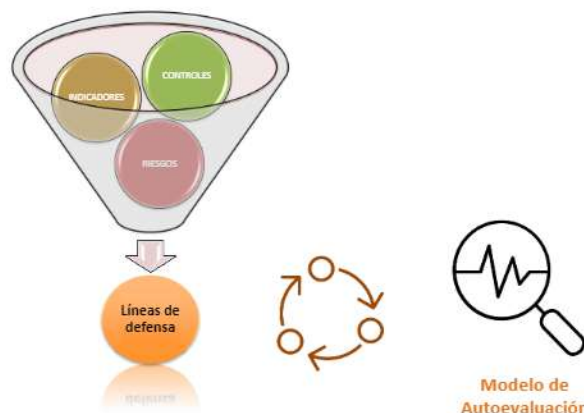 CONTROLES
INDICADORES
RIESGOS
Líneas de
defensa
Modelo de
Autoevaluación